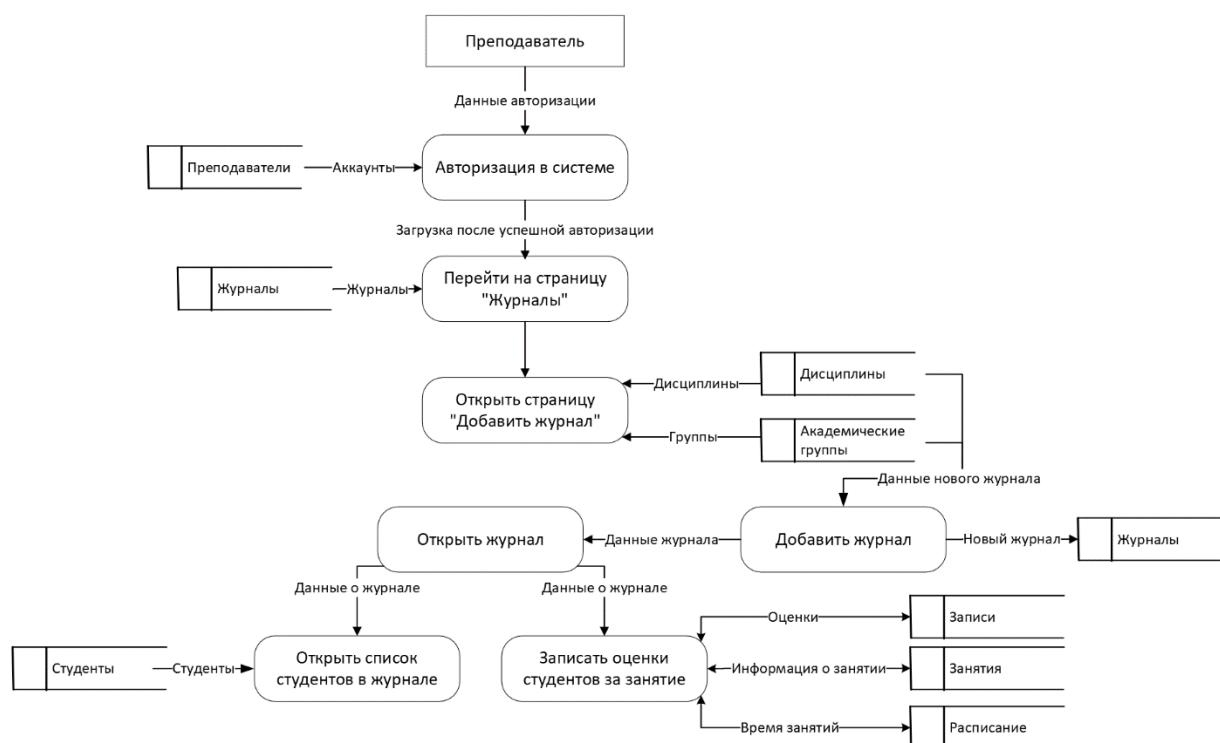 Преподаватель
Данные авторизации
Преподаватели
Аккаунты
Авторизация в системе
Загрузка после успешной авторизации
Журналы
Журналы
Перейти на страницу
"Журналы"
Дисциплины
Дисциплины
Открыть страницу
"Добавить журнал"
Группы
Академические
группы
Данные нового журнала
Открыть журнал
Данные журнала
Добавить журнал
Новый журнал
Журналы
Данные о журнале
Данные о журнале
Оценки
Записи
Студенты
Студенты
Открыть список
студентов в журнале
Записать оценки
студентов за занятие
Информация о занятии
Занятия
Время занятий
Расписание